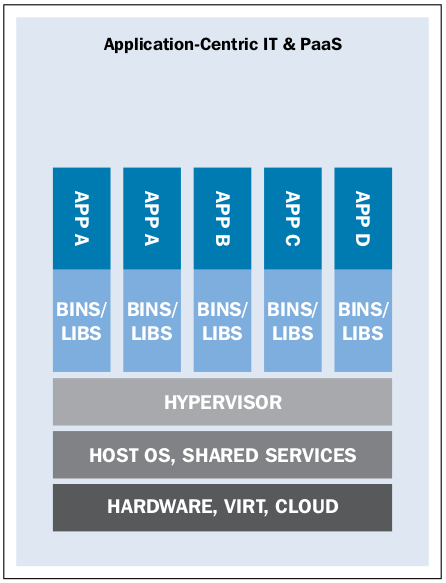 Application-Centric IT & PaaS
APP A
APP A
APP B
APP C
APP D
BINS/
LIBS
BINS/
LIBS
BINS/
LIBS
BINS/
LIBS
BINS/
LIBS
HYPERVISOR
HOST OS, SHARED SERVICES
HARDWARE, VIRT, CLOUD